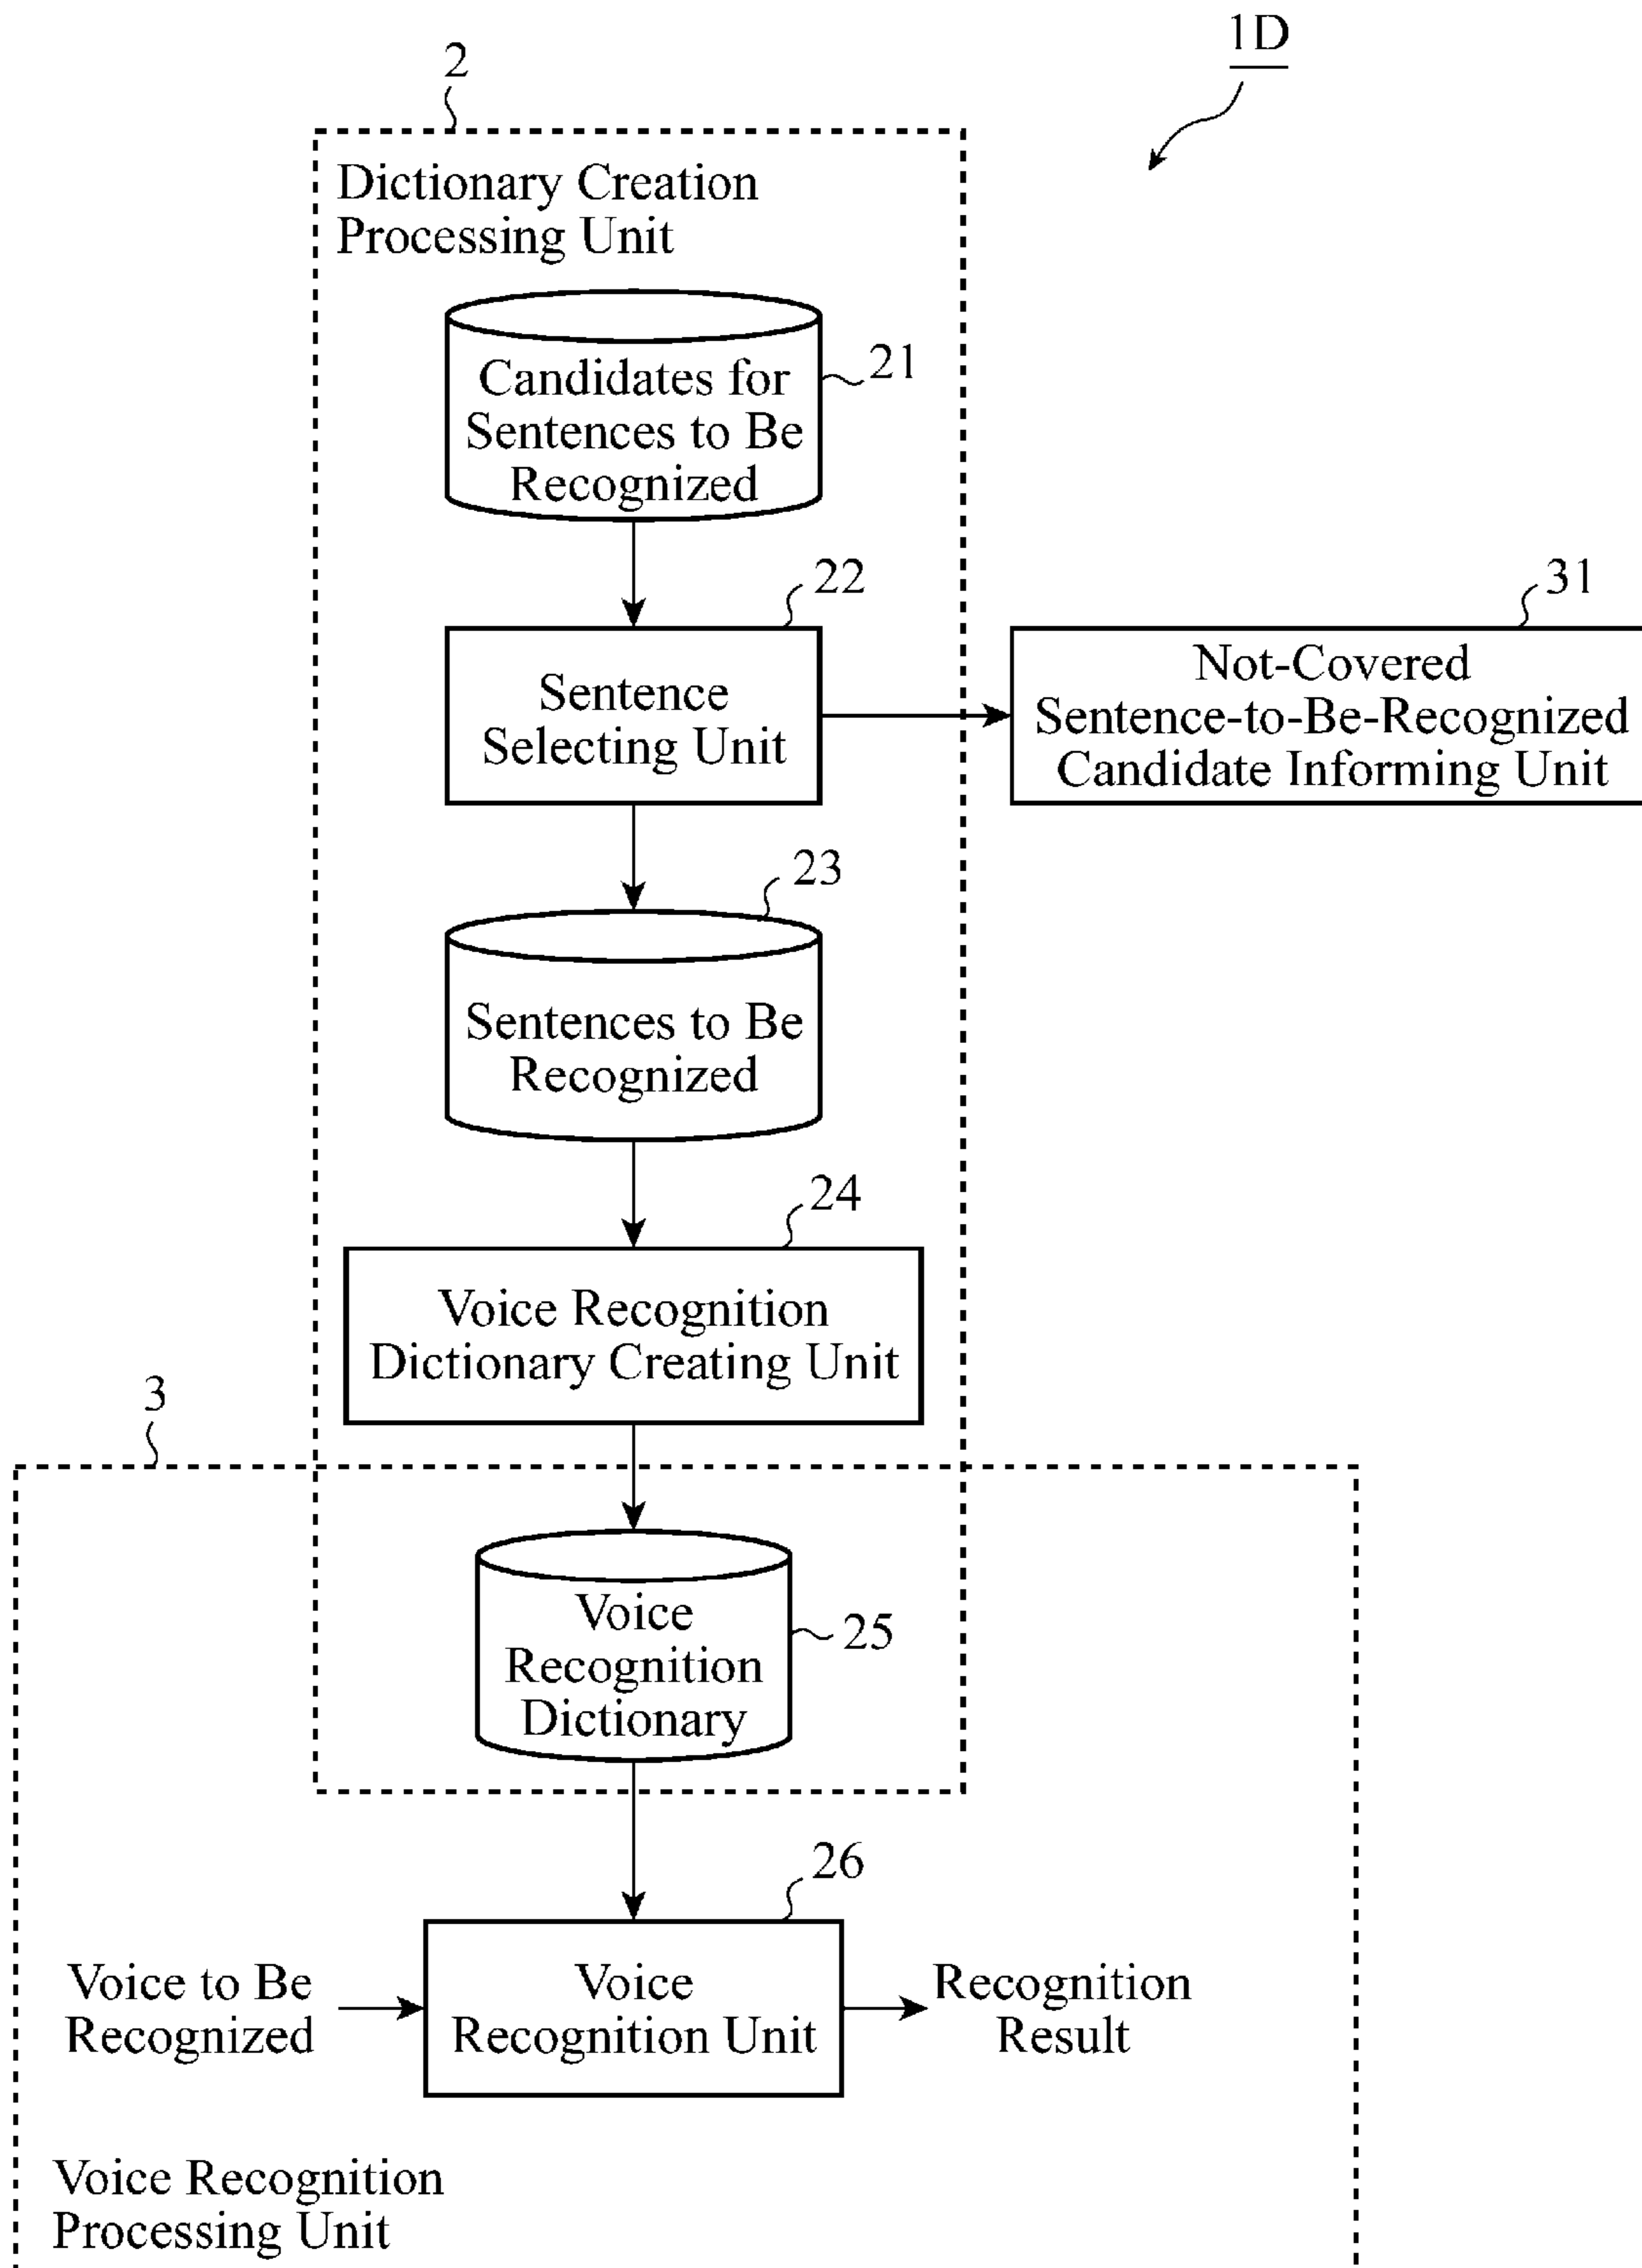 1D
2
Dictionary Creation
Processing Unit
Candidates for
Sentences to Be
Recognized
21
22
Sentence
Selecting Unit
31
Not-Covered
Sentence-to-Be-Recognized
Candidate Informing Unit
23
Sentences to Be
Recognized
24
Voice Recognition
Dictionary Creating Unit
3
Voice
Recognition
Dictionary
25
26
Voice to Be
Recognized
Voice
Recognition Unit
Recognition
Result
Voice Recognition
Processing Unit